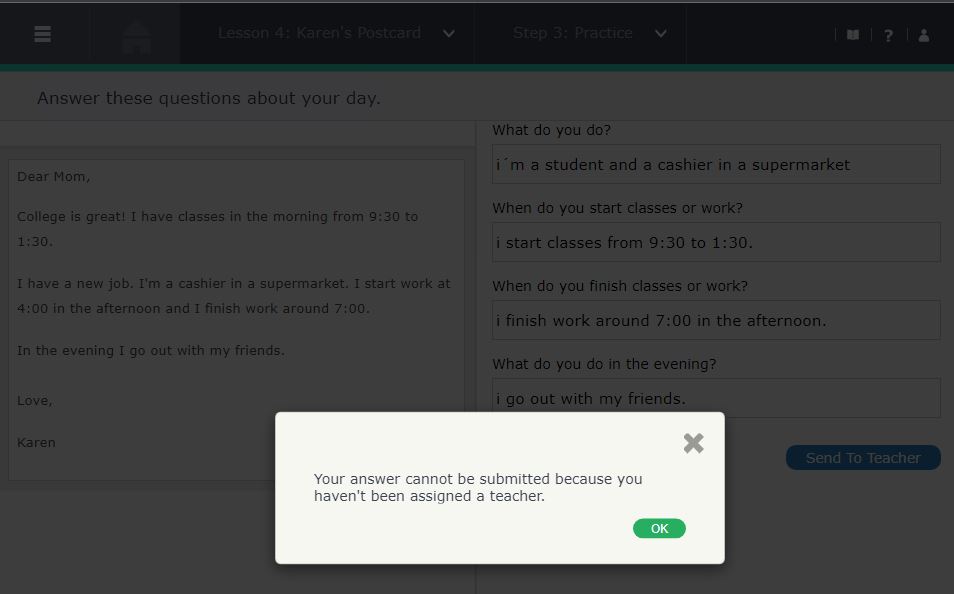 Lesson 4: Karen's Postcard
Step 3: Practice
?
Answer these questions about your day.
Dear Mom,
College is great! I have classes in the morning from 9:30 to
1:30.
I have a new job. I'm a cashier in a supermarket. I start work at
4:00 in the afternoon and I finish work around 7:00.
In the evening I go out with my friends.
Love,
Karen
What do you do?
i´m a student and a cashier in a supermarket
When do you start classes or work?
i start classes from 9:30 to 1:30.
When do you finish classes or work?
i finish work around 7:00 in the afternoon.
What do you do in the evening?
i go out with my friends.
Send To Teacher
Your answer cannot be submitted because you
haven't been assigned a teacher.
OK